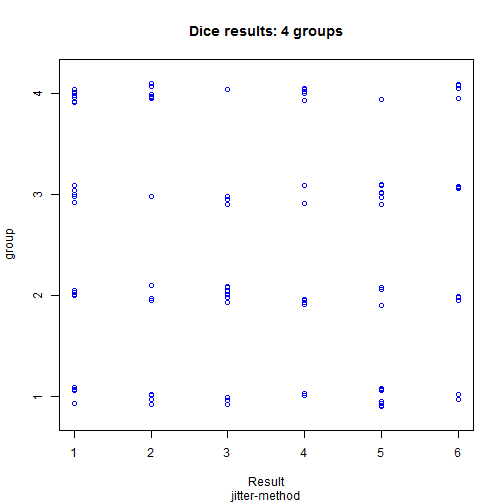 Dice results: 4 groups
group
4
3
2
1
1 2 3 4 5 6
Result
jitter-method